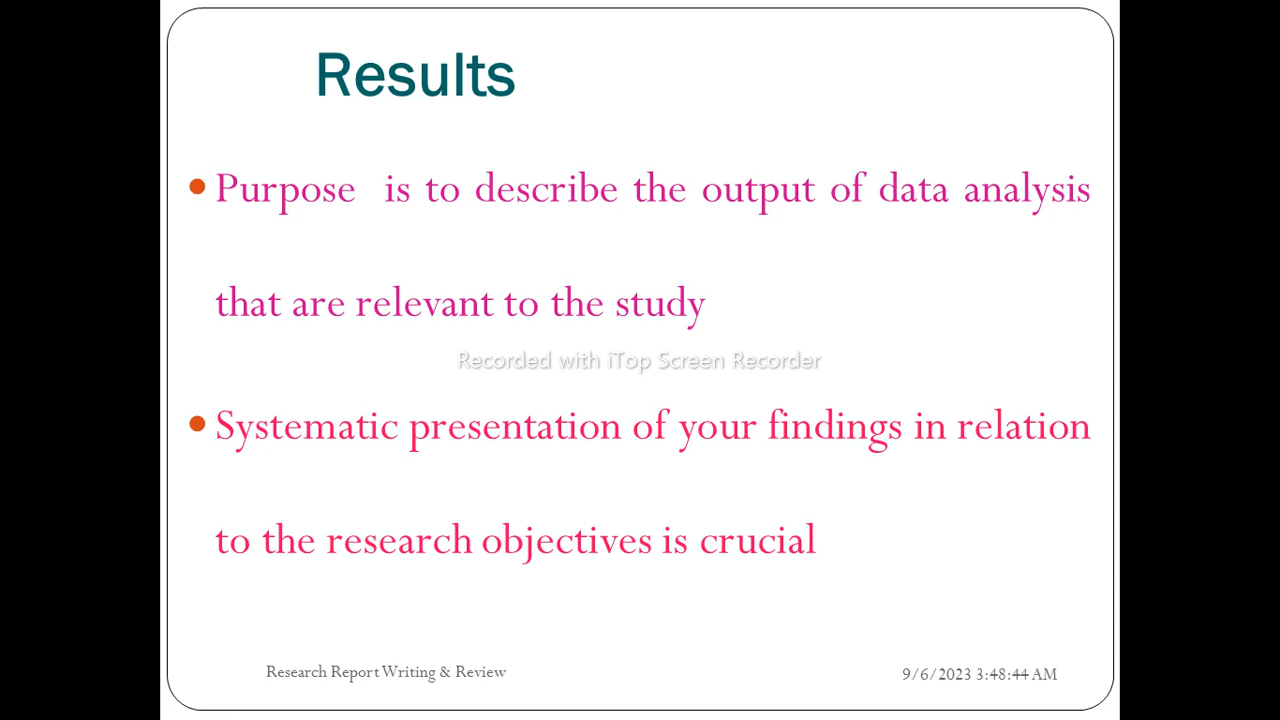 Results
Purpose is to describe the output of data analysis
that are relevant to the study
Recorded with iTop Screen Recorder
Systematic presentation of your findings in relation
to the research objectives is crucial
Research Report Writing & Review
9/6/2023 3:48:44 AM